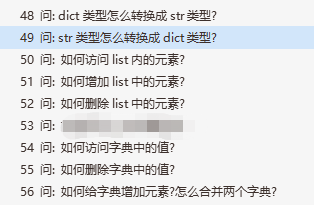 48 问: dict 类型怎么转换成 str 类型?
49 问: str 类型怎么转换成 dict 类型?
50 问: 如何访问 list 内的元素?
51 问: 如何增加 list 中的元素?
52 问: 如何删除 list 中的元素?
53 问:
54 问: 如何访问字典中的值?
55 问: 如何删除字典中的值?
56 问: 如何给字典增加元素?怎么合并两个字典?